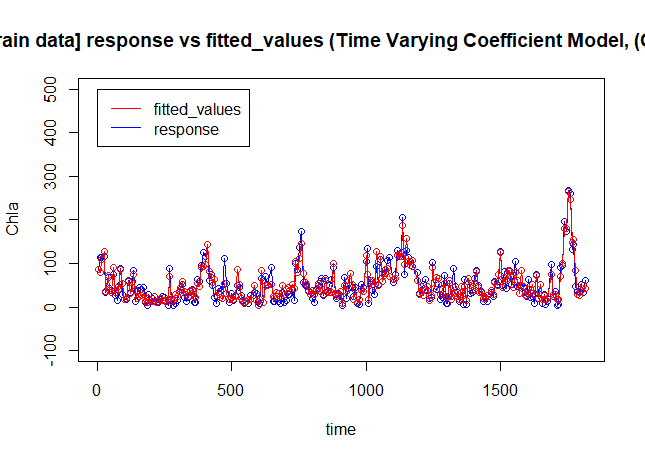 rain data] response vs fitted_values (Time Varying Coefficient Model, (
500
400
300
200
100
0
-100
Chla
fitted_values
response
0
500
1000
1500
time